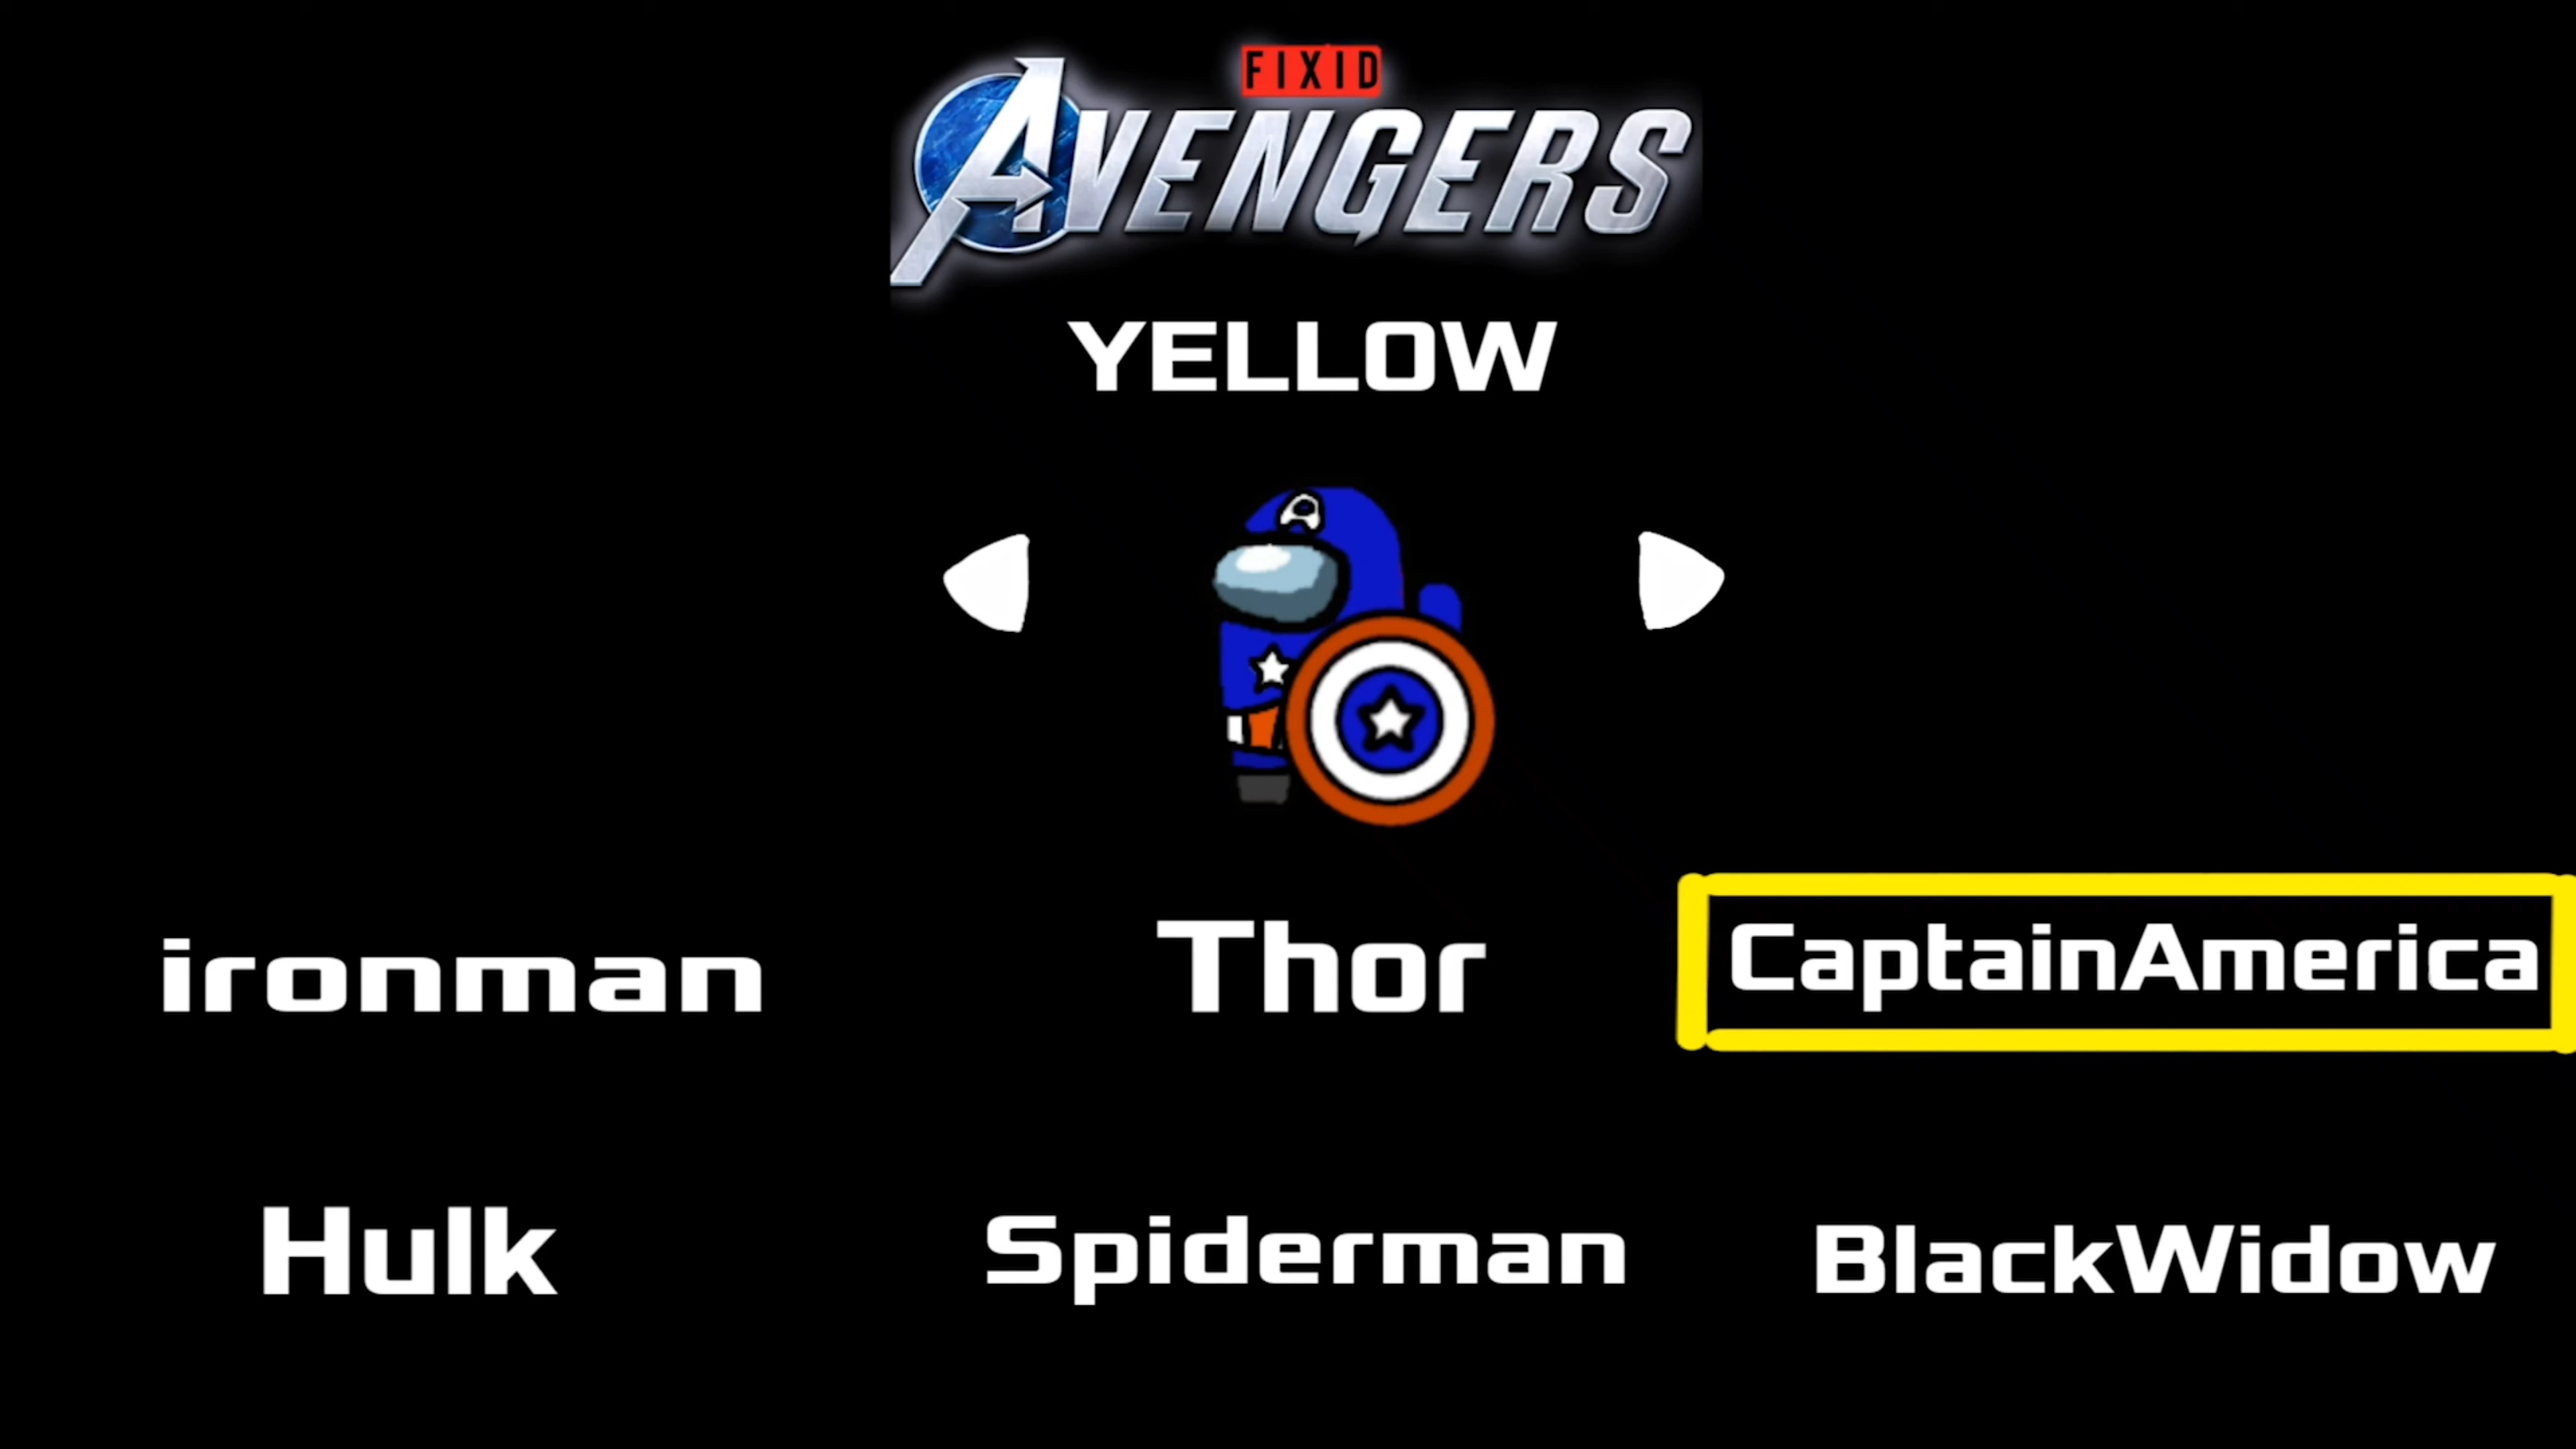 FIXID
AVENGERS
YELLOW
A
ironman
Thor
CaptainAmerica
Hulk
Spiderman
BlackWidow